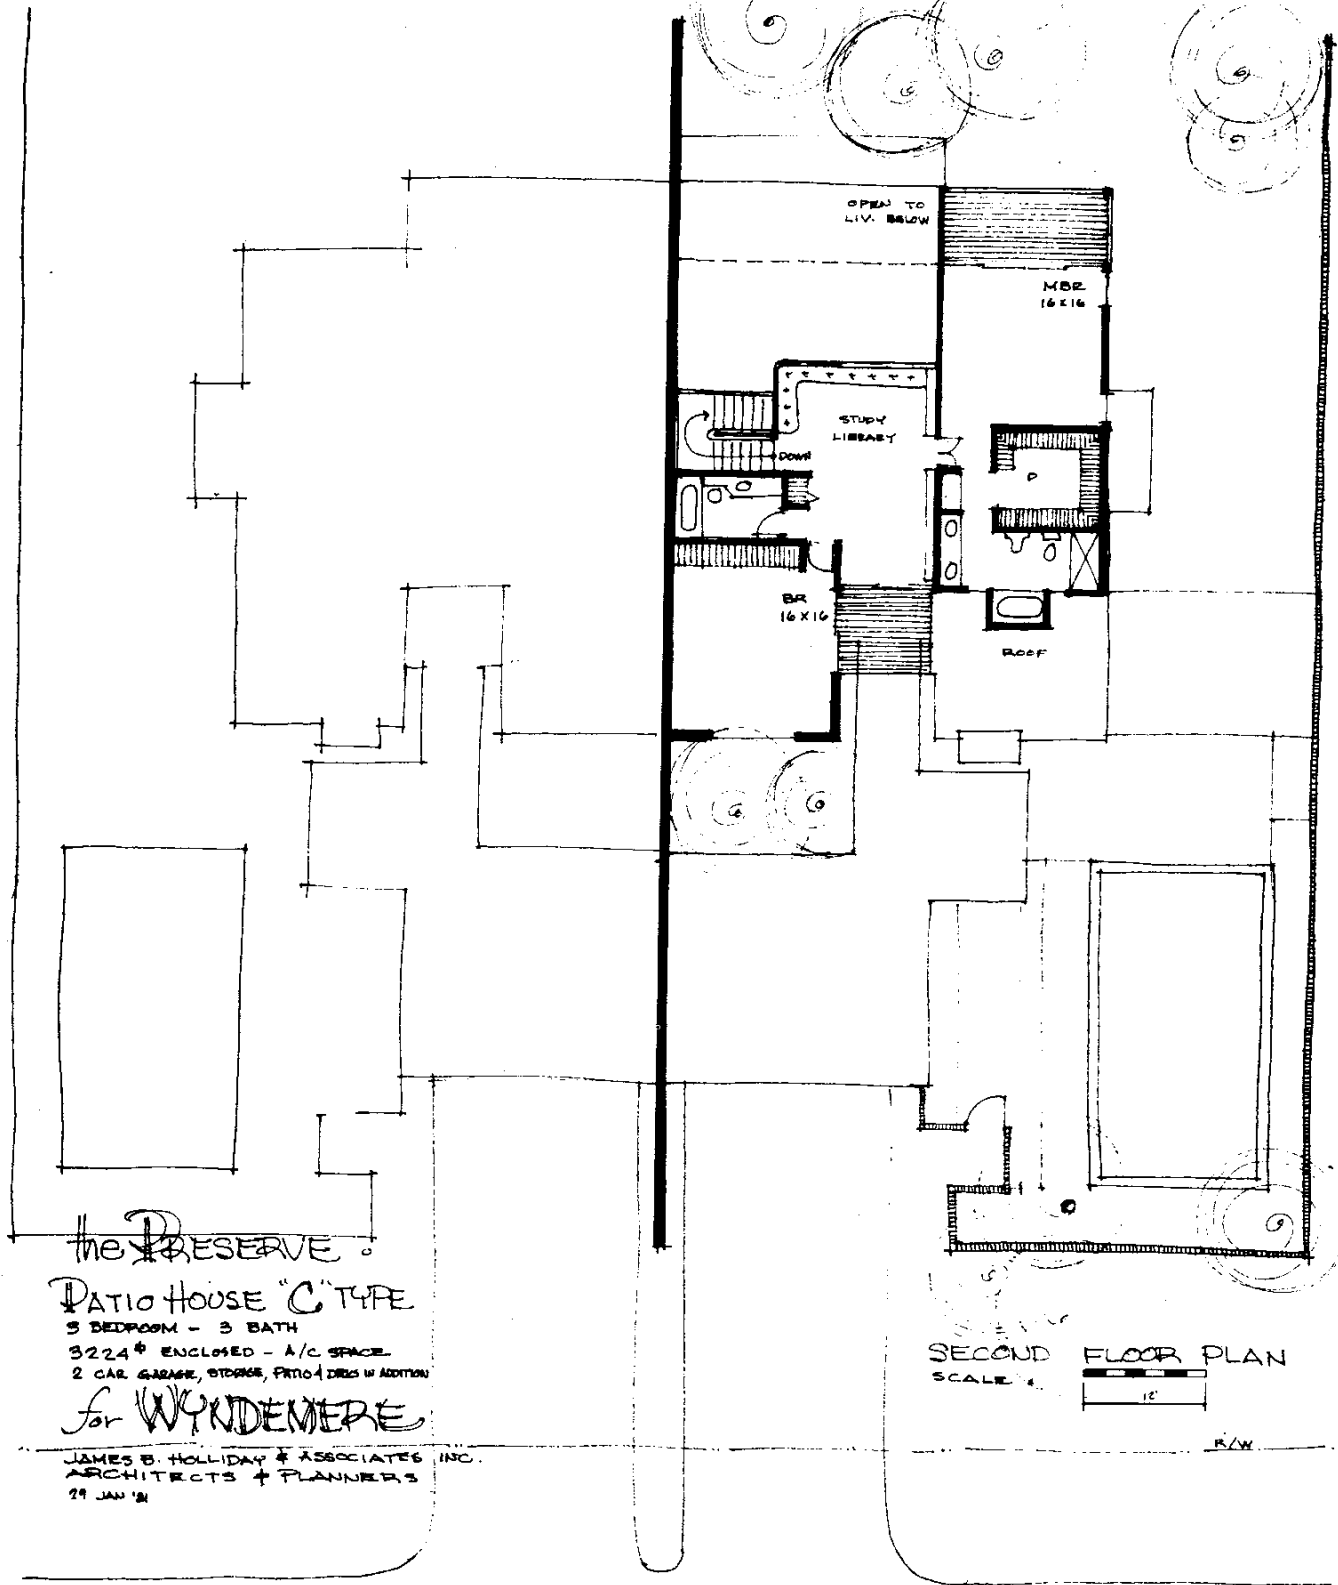 OPEN TO
LIV. BELOW
MBR
16 X 16
STUDY
LIBRARY
DOWN
D
BR
16 X 16
ROOF
the PRESERVE
PATIO HOUSE "C" TYPE
3 BEDROOM - 3 BATH
3224# ENCLOSED - A/C SPACE
2 CAR GARAGE, STORAGE, PATIO & DECKS IN ADDITION
for WYNDEMERE
JAMES B. HOLLIDAY & ASSOCIATES INC.
ARCHITECTS & PLANNERS
29 JAN '81
SECOND FLOOR PLAN
SCALE
12'
R/W